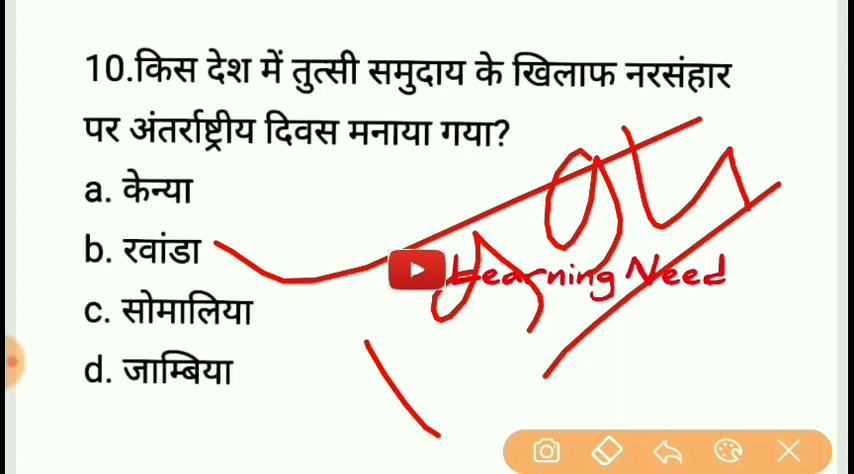 10.किस देश में तुत्सी समुदाय के खिलाफ नरसंहार
पर अंतर्राष्ट्रीय दिवस मनाया गया?
a. केन्या
b. रवांडा
Learning Need
c. सोमालिया
d. जाम्बिया